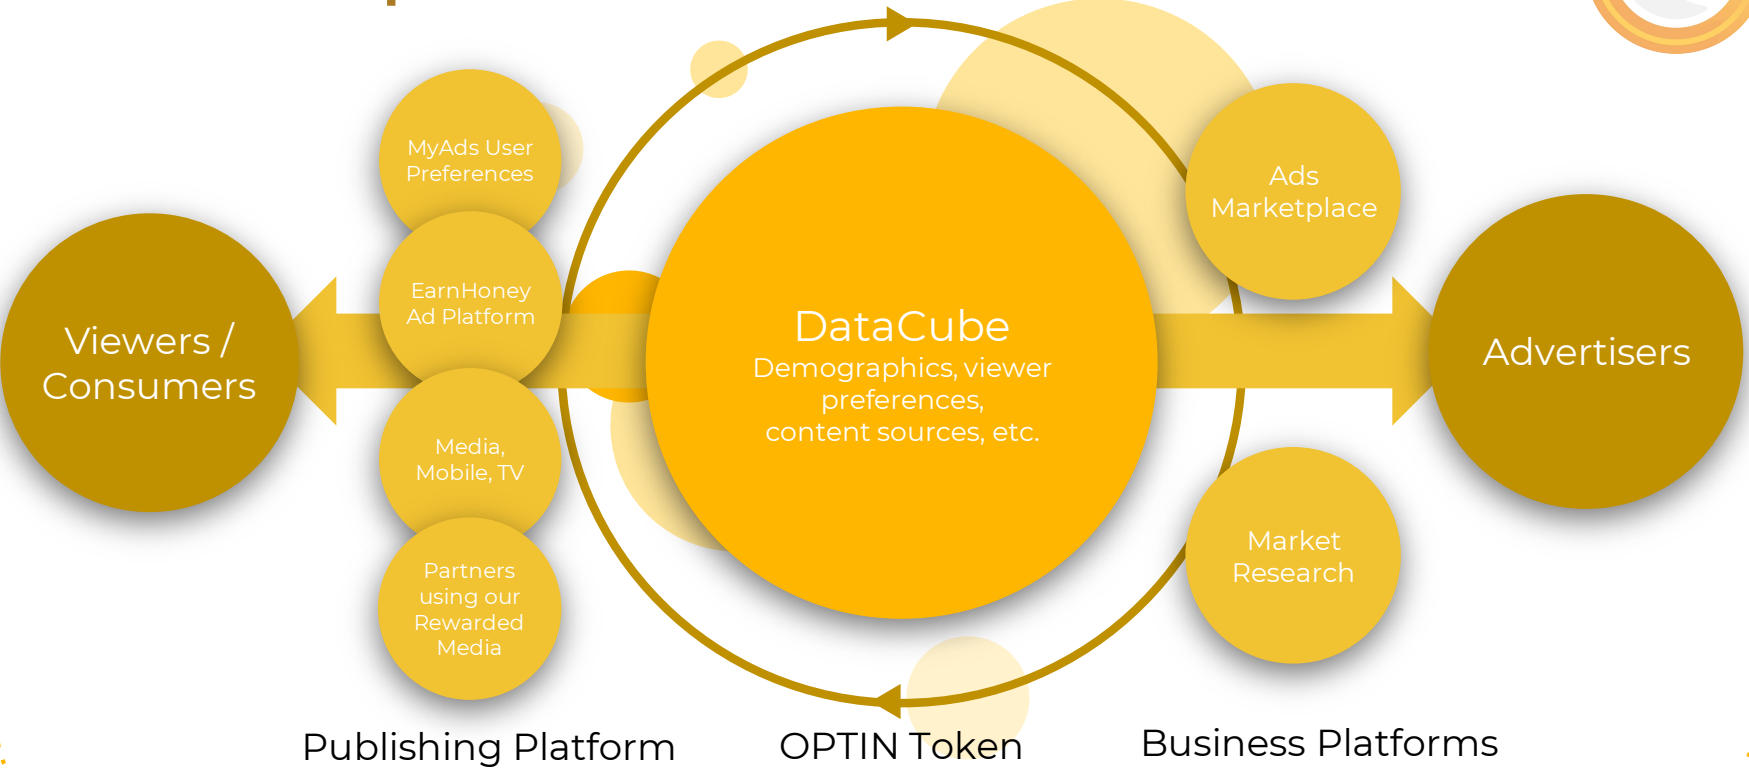 MyAds User
Preferences
EarnHoney
Ad Platform
Media,
Mobile, TV
Partners
using our
Rewarded
Media
Viewers /
Consumers
DataCube
Demographics, viewer
preferences,
content sources, etc.
Ads
Marketplace
Market
Research
Advertisers
Publishing Platform
OPTIN Token
Business Platforms